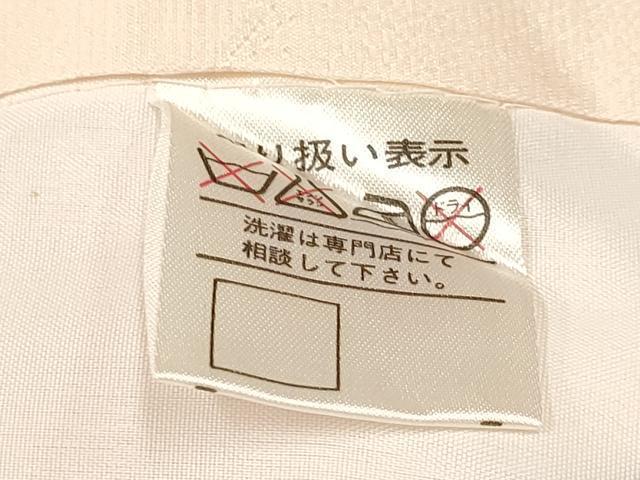 り扱い表示
ドライ
洗濯は専門店にて
相談して下さい。